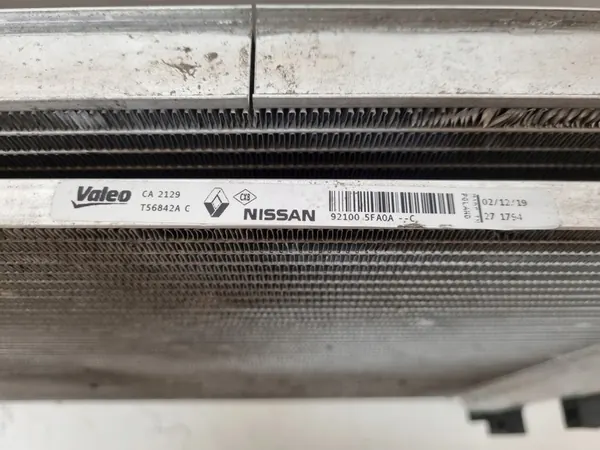 Valeo
CA 2129
T56842A C
NISSAN
92100 5FA0A --C
POLAND
02/12/19
27 1754